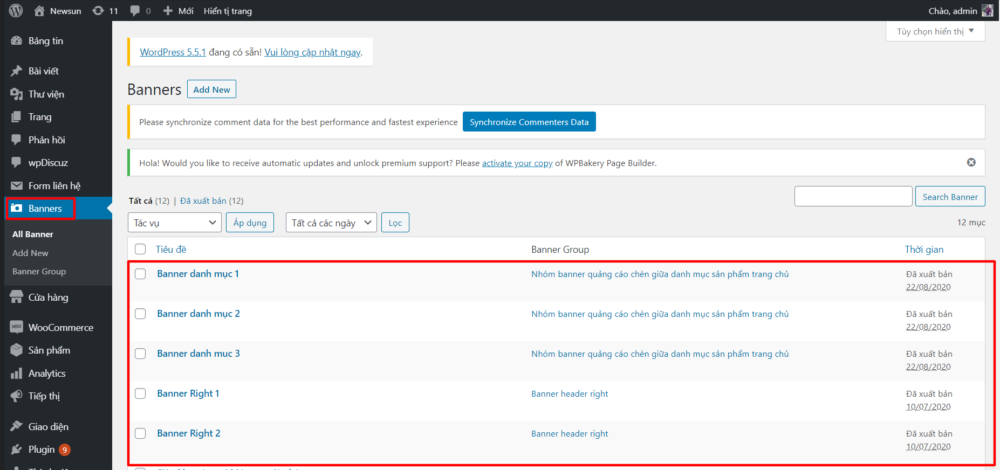 Newsun 11 0 Mới Hiển tị trang Chào, admin
Tùy chọn hiển thị
Bảng tin
Bài viết
Thư viện
Trang
Phản hồi
wpDiscuz
Form liên hệ
Banners
All Banner
Add New
Banner Group
Cửa hàng
WOO WooCommerce
Sản phẩm
Analytics
Tiếp thị
Giao diện
Plugin 9
WordPress 5.5.1 đang có sẵn! Vui lòng cập nhật ngay.
Banners Add New
Please synchronize comment data for the best performance and fastest experience Synchronize Commenters Data
Hola! Would you like to receive automatic updates and unlock premium support? Please activate your copy of WPBakery Page Builder.
Tất cả (12) | Đã xuất bản (12) Search Banner
Tác vụ Áp dụng Tất cả các ngày Lọc 12 mục
Tiêu đề Banner Group Thời gian
Banner danh mục 1 Nhóm banner quảng cáo chèn giữa danh mục sản phẩm trang chủ Đã xuất bản
22/08/2020
Banner danh mục 2 Nhóm banner quảng cáo chèn giữa danh mục sản phẩm trang chủ Đã xuất bản
22/08/2020
Banner danh muc 3 Nhóm banner quảng cáo chèn giữa danh mục sản phẩm trang chủ Đã xuất bản
22/08/2020
Banner Right 1 Banner header right Đã xuất bản
10/07/2020
Banner Right 2 Banner header right Đã xuất bản
10/07/2020